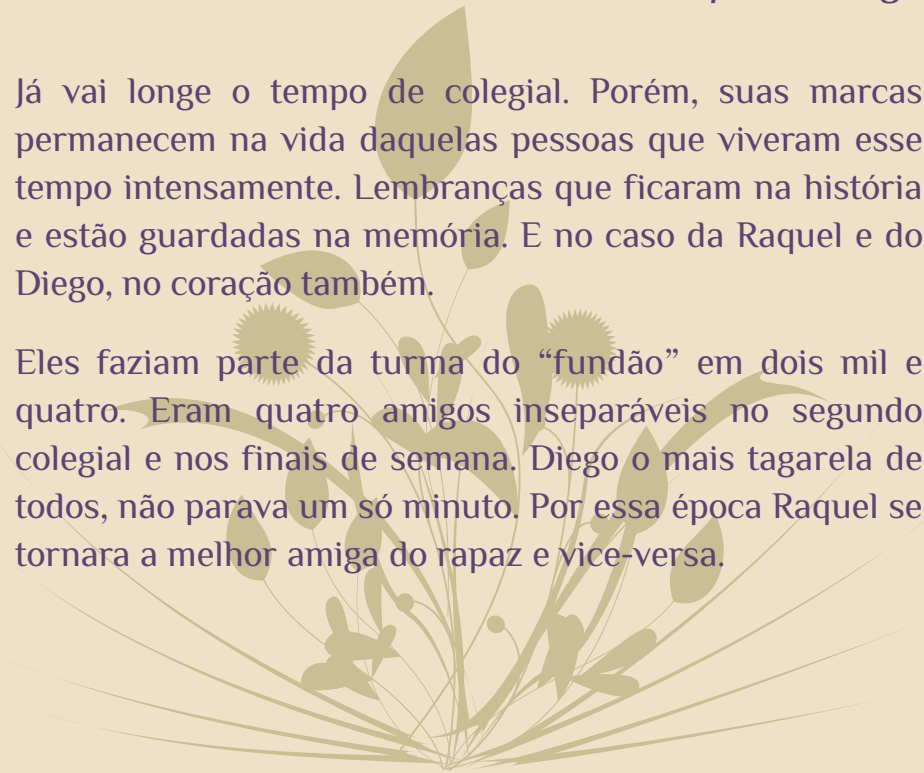 Já vai longe o tempo de colegial. Porém, suas marcas
permanecem na vida daquelas pessoas que viveram esse
tempo intensamente. Lembranças que ficaram na história
e estão guardadas na memória. E no caso da Raquel e do
Diego, no coração também.
Eles faziam parte da turma do “fundão” em dois mil e
quatro. Eram quatro amigos inseparáveis no segundo
colegial e nos finais de semana. Diego o mais tagarela de
todos, não parava um só minuto. Por essa época Raquel se
tornara a melhor amiga do rapaz e vice-versa.